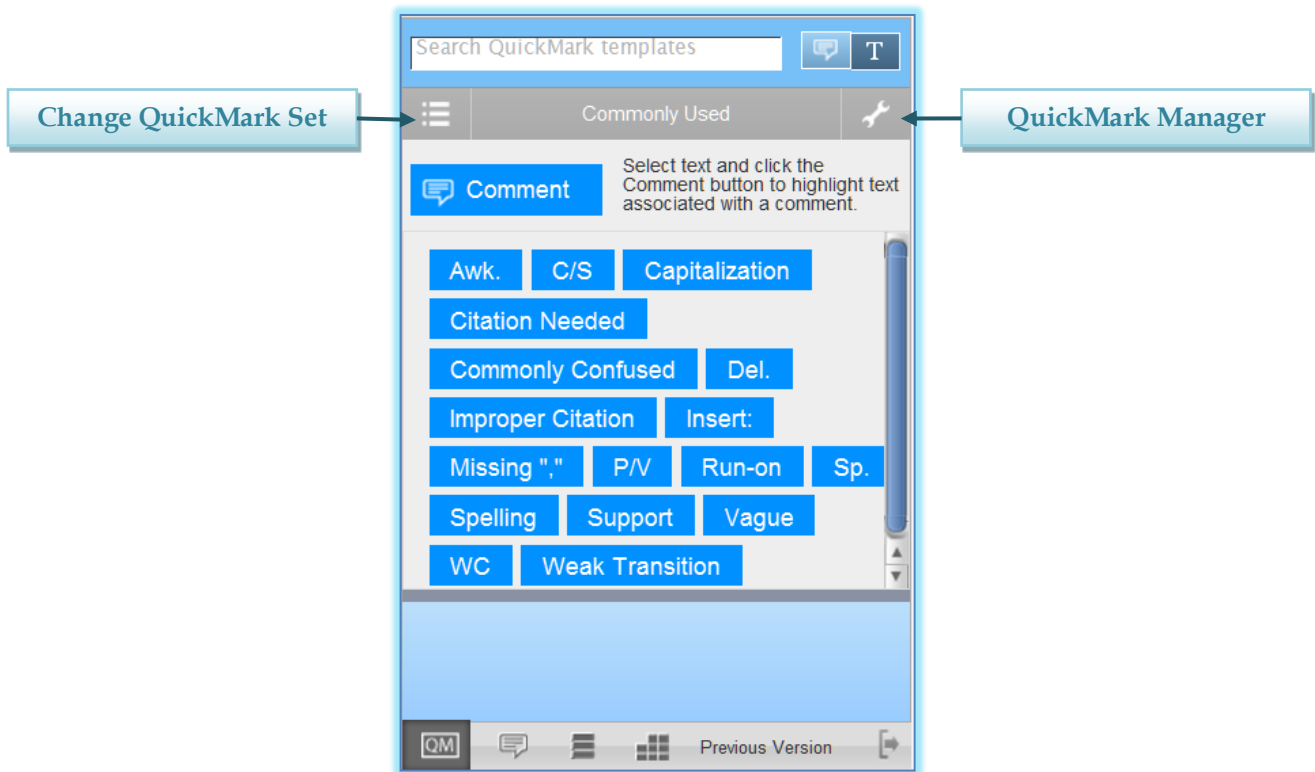 Search QuickMark templates
T
Change QuickMark Set
Commonly Used
QuickMark Manager
Comment
Select text and click the
Comment button to highlight text
associated with a comment.
Awk. C/S Capitalization
Citation Needed
Commonly Confused Del.
Improper Citation Insert:
Missing "," P/V Run-on Sp.
Spelling Support Vague
WC Weak Transition
QM Previous Version